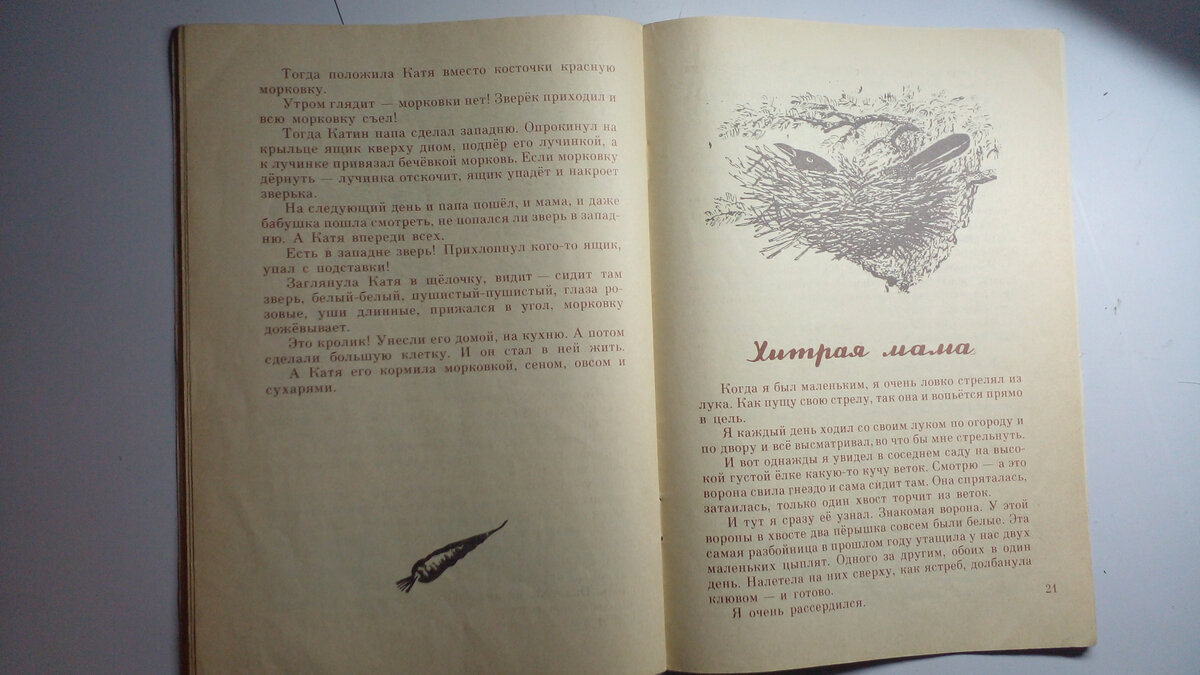 Тогда положила Катя вместо косточки красную
морковку.
Утром глядит — морковки нет! Зверёк приходил и
всю морковку съел!
Тогда Катин папа сделал западню. Опрокинул на
крыльце ящик кверху дном, подпёр его лучинкой, а
к лучинке привязал бечёвкой морковь. Если морковку
дёрнуть — лучинка отскочит, ящик упадёт и накроет
зверька.
На следующий день и папа пошёл, и мама, и даже
бабушка пошла смотреть, не попался ли зверь в запад-
ню. А Катя впереди всех.
Есть в западне зверь! Прихлопнул кого-то ящик,
упал с подставки!
Заглянула Катя в щёлочку, видит — сидит там
зверь, белый-белый, пушистый-пушистый, глаза ро-
зовые, уши длинные, прижался в угол, морковку
дожёвывает.
Это кролик! Унесли его домой, на кухню. А потом
сделали большую клетку. И он стал в ней жить.
А Катя его кормила морковкой, сеном, овсом и
сухарями.
Хитрая мама
Когда я был маленьким, я очень ловко стрелял из
лука. Как пущу свою стрелу, так она и вопьётся прямо
в цель.
Я каждый день ходил со своим луком по огороду и
по двору и всё высматривал, во что бы мне стрельнуть.
И вот однажды я увидел в соседнем саду на высо-
кой густой ёлке какую-то кучу веток. Смотрю — а это
ворона свила гнездо и сама сидит там. Она спряталась,
затаилась, только один хвост торчит из веток.
И тут я сразу её узнал. Знакомая ворона. У этой
вороны в хвосте два пёрышка совсем были белые. Эта
самая разбойница в прошлом году утащила у нас двух
маленьких цыплят. Одного за другим, обоих в один
день. Налетела на них сверху, как ястреб, долбанула
клювом — и готово.
Я очень рассердился.
21